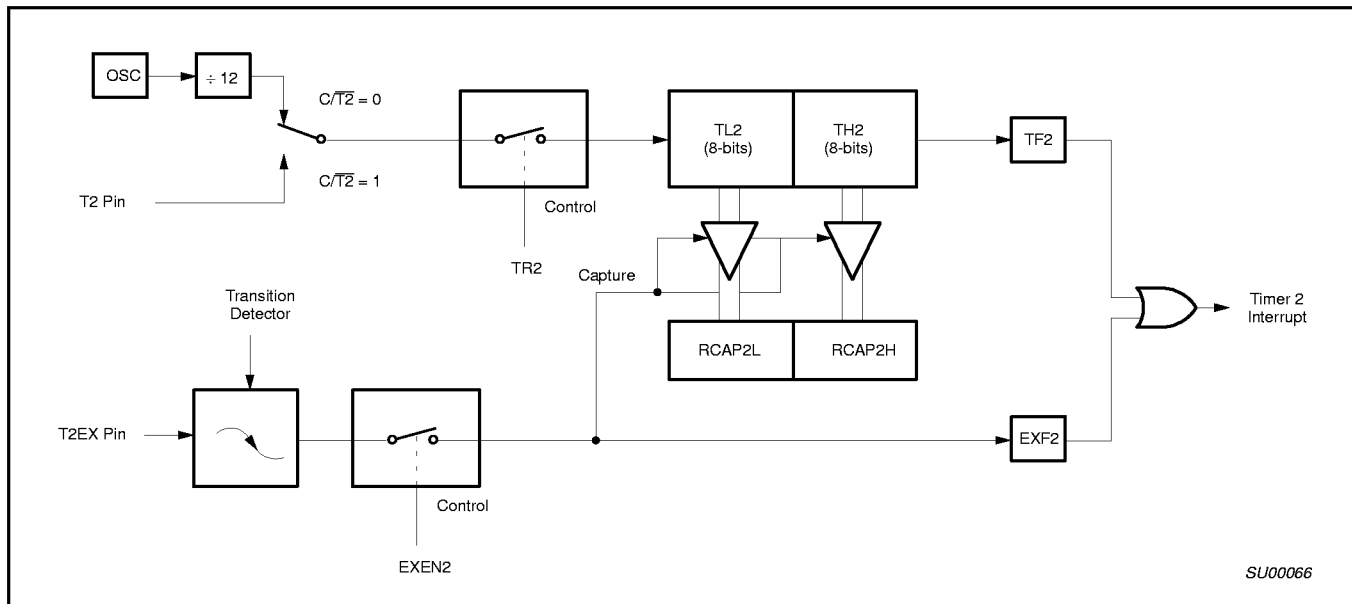 OSC
÷ 12
C/T2̅ = 0
C/T2̅ = 1
T2 Pin
Control
TR2
TL2
(8-bits)
TH2
(8-bits)
TF2
Capture
RCAP2L
RCAP2H
Timer 2
Interrupt
Transition
Detector
T2EX Pin
Control
EXEN2
EXF2
SU00066